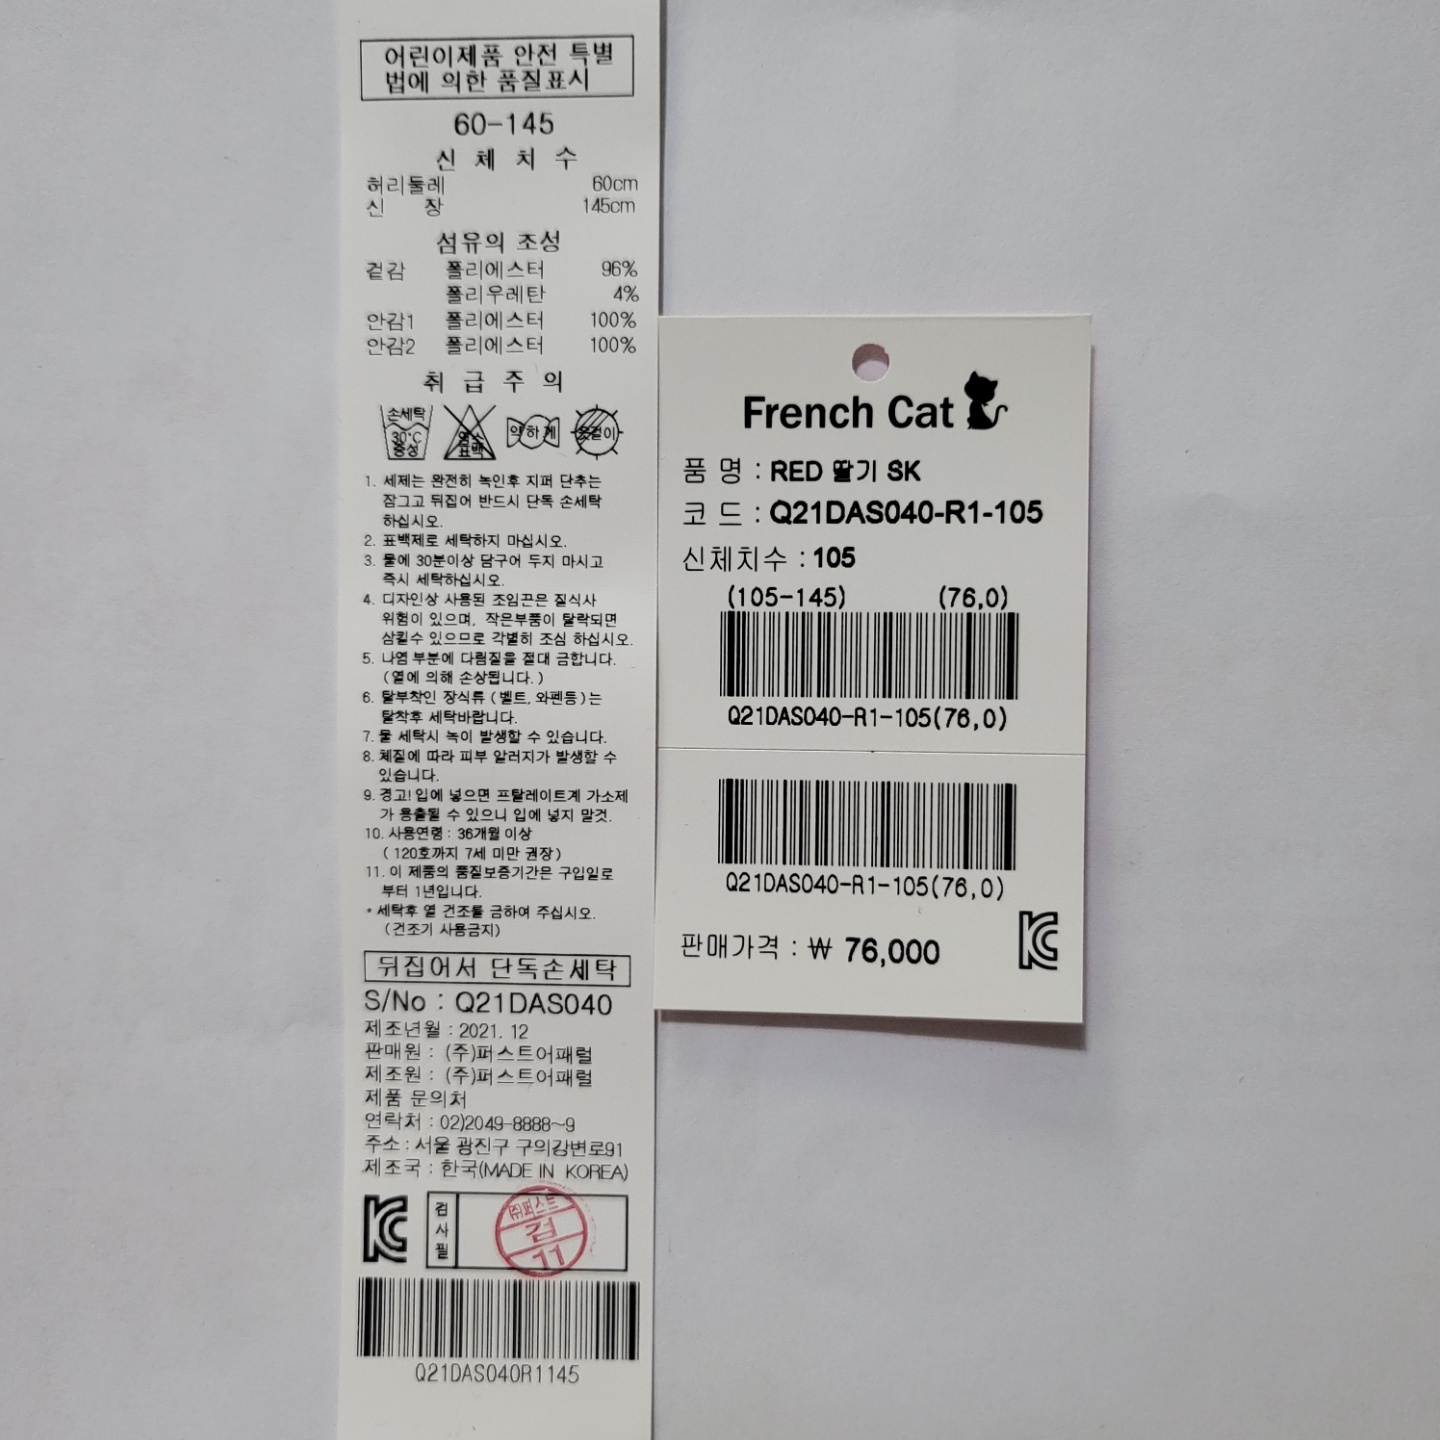 어린이제품 안전 특별
법에 의한 품질표시
60-145
신 체 치 수
허리둘레 60cm
신 장 145cm
섬유의 조성
겉감 폴리에스터 96%
폴리우레탄 4%
안감1 폴리에스터 100%
안감2 폴리에스터 100%
취 급 주 의
손세탁 30°C 중성
염소 표백
약하게
옷걸이
1. 세제는 완전히 녹인후 지퍼 단추는
잠그고 뒤집어 반드시 단독 손세탁
하십시오.
2. 표백제로 세탁하지 마십시오.
3. 물에 30분이상 담구어 두지 마시고
즉시 세탁하십시오.
4. 디자인상 사용된 조임끈은 질식사
위험이 있으며, 작은부품이 탈락되면
삼킬수 있으므로 각별히 조심 하십시오.
5. 나염 부분에 다림질을 절대 금합니다.
(열에 의해 손상됩니다.)
6. 탈부착인 장식류 (벨트, 와펜등)는
탈착후 세탁바랍니다.
7. 물 세탁시 녹이 발생할 수 있습니다.
8. 체질에 따라 피부 알러지가 발생할 수
있습니다.
9. 경고! 입에 넣으면 프탈레이트계 가소제
가 용출될 수 있으니 입에 넣지 말것.
10. 사용연령 : 36개월 이상
( 120호까지 7세 미만 권장)
11. 이 제품의 품질보증기간은 구입일로
부터 1년입니다.
* 세탁후 열 건조를 금하여 주십시오.
(건조기 사용금지)
뒤집어서 단독손세탁
S/No : Q21DAS040
제조년월 : 2021. 12
판매원 : (주)퍼스트어패럴
제조원 : (주)퍼스트어패럴
제품 문의처
연락처 : 02)2049-8888~9
주소 : 서울 광진구 구의강변로91
제조국 : 한국(MADE IN KOREA)
KC
검사필
(주)퍼스트
검
11
Q21DAS040R1145
French Cat
품 명 : RED 딸기 SK
코 드 : Q21DAS040-R1-105
신체치수 : 105
(105-145) (76,0)
Q21DAS040-R1-105(76,0)
Q21DAS040-R1-105(76,0)
판매가격 : ₩ 76,000
KC